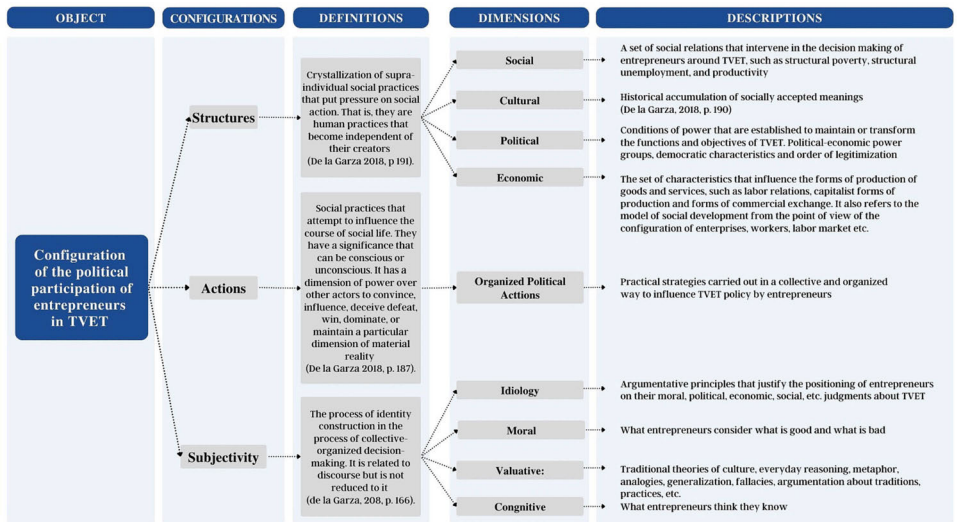 OBJECT
CONFIGURATIONS
DEFINITIONS
DIMENSIONS
DESCRIPTIONS
Configuration
of the political
participation of
entrepreneurs
in TVET
Structures
Crystallization of supra-
individual social practices
that put pressure on social
action. That is, they are
human practices that
become independent of
their creators
(De la Garza 2018, p 191).
Social
A set of social relations that intervene in the decision making of
entrepreneurs around TVET, such as structural poverty, structural
unemployment, and productivity
Cultural
Historical accumulation of socially accepted meanings
(De la Garza, 2018, p. 190)
Political
Conditions of power that are established to maintain or transform
the functions and objectives of TVET. Political-economic power
groups, democratic characteristics and order of legitimization
Economic
The set of characteristics that influence the forms of production of
goods and services, such as labor relations, capitalist forms of
production and forms of commercial exchange. It also refers to the
model of social development from the point of view of the
configuration of enterprises, workers, labor market etc.
Actions
Social practices that
attempt to influence the
course of social life. They
have a significance that
can be conscious or
unconscious. It has a
dimension of power over
other actors to convince,
influence, deceive defeat,
win, dominate, or
maintain a particular
dimension of material
reality
(De la Garza 2018, p. 187).
Organized Political
Acttions
Practical strategies carried out in a collective and organized
way to influence TVET policy by entrepreneurs
Subjectivity
The process of identity
construction in the
process of collective-
organized decision-
making. It is related to
discourse but is not
reduced to it
(de la Garza, 208, p. 166).
Idiology
Argumentative principles that justify the positioning of entrepreneurs
on their moral, political, economic, social, etc. judgments about TVET
Moral
What entrepreneurs consider what is good and what is bad
Valuative:
Traditional theories of culture, everyday reasoning, metaphor,
analogies, generalization, fallacies, argumentation about traditions,
practices, etc.
Congnitive
What entrepreneurs think they know